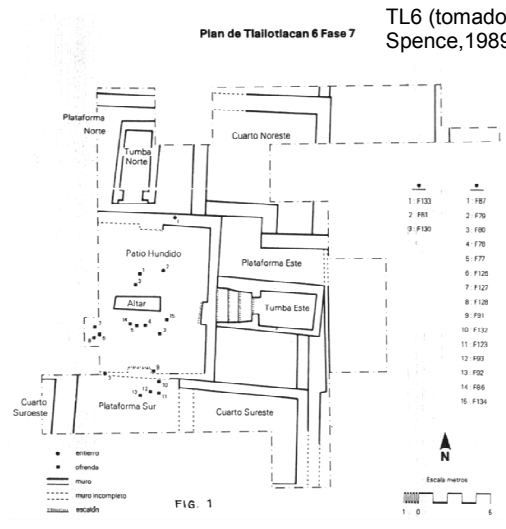 TL6 (tomado
Spence,1989
Plan de Tlailotlacan 6 Fase 7
Plataforma
Norte
Cuarto Noreste
Tumba
Norte
Patio Hundido
Plataforma Este
Altar
Tumba Este
Cuarto
Suroeste
Plataforma Sur
Cuarto Sureste
1 : F133
2 : F81
3 : F130
1 : F87
2 : F79
3 : F80
4 : F78
5 : F77
6 : F126
7 : F127
8 : F128
9 : F91
10 : F132
11 : F123
12 : F93
13 : F92
14 : F86
15 : F134
entierro
ofrenda
muro
muro incompleto
escalón
FIG. 1
N
Escala metros
1 0 5